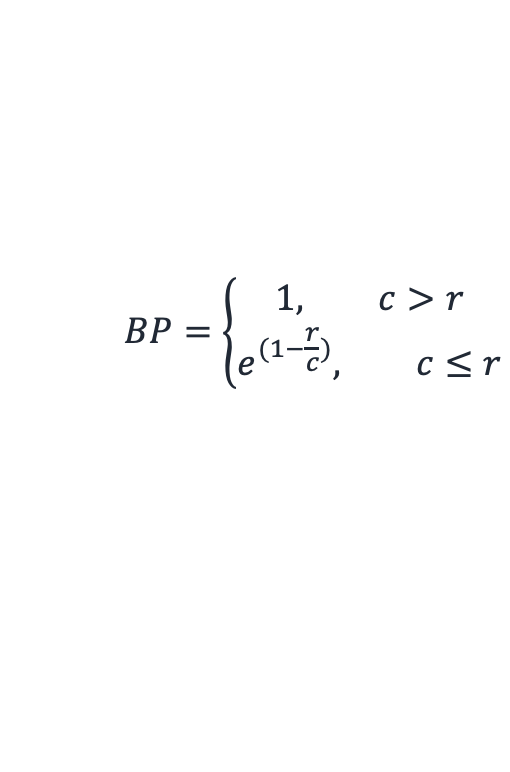 BP = { 1, c > r
e^(1−r/c), c ≤ r